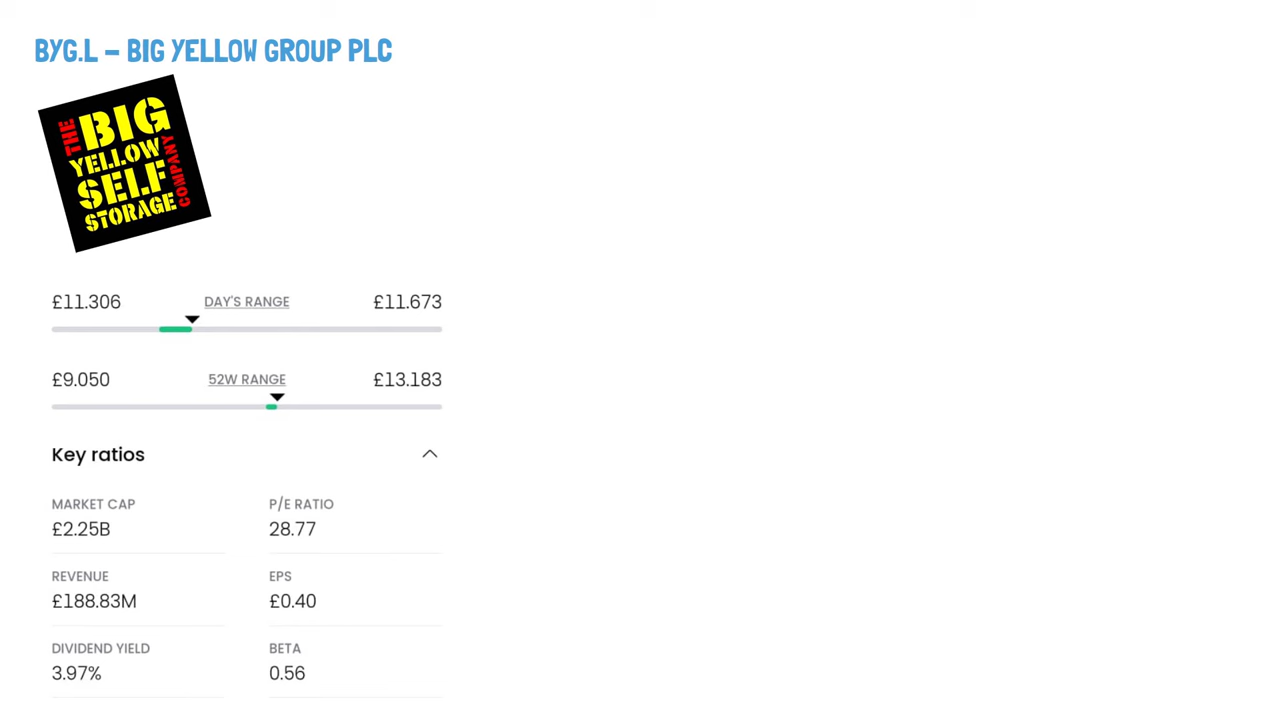 BYG.L – BIG YELLOW GROUP PLC
THE
BIG
YELLOW
SELF
STORAGE
COMPANY
£11.306 DAY'S RANGE £11.673
£9.050 52W RANGE £13.183
Key ratios
MARKET CAP P/E RATIO
£2.25B 28.77
REVENUE EPS
£188.83M £0.40
DIVIDEND YIELD BETA
3.97% 0.56